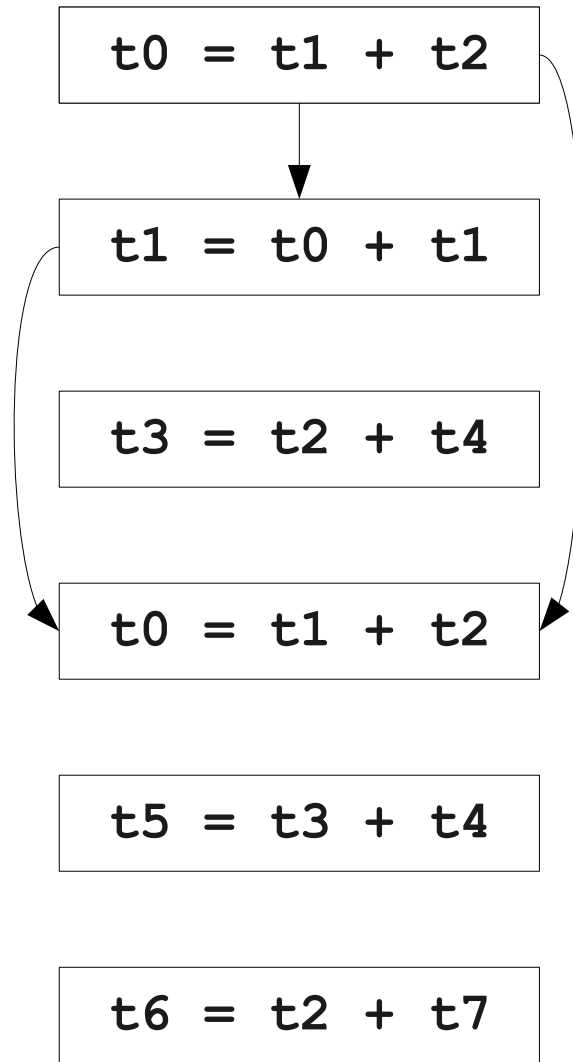 t0 = t1 + t2
t1 = t0 + t1
t3 = t2 + t4
t0 = t1 + t2
t5 = t3 + t4
t6 = t2 + t7